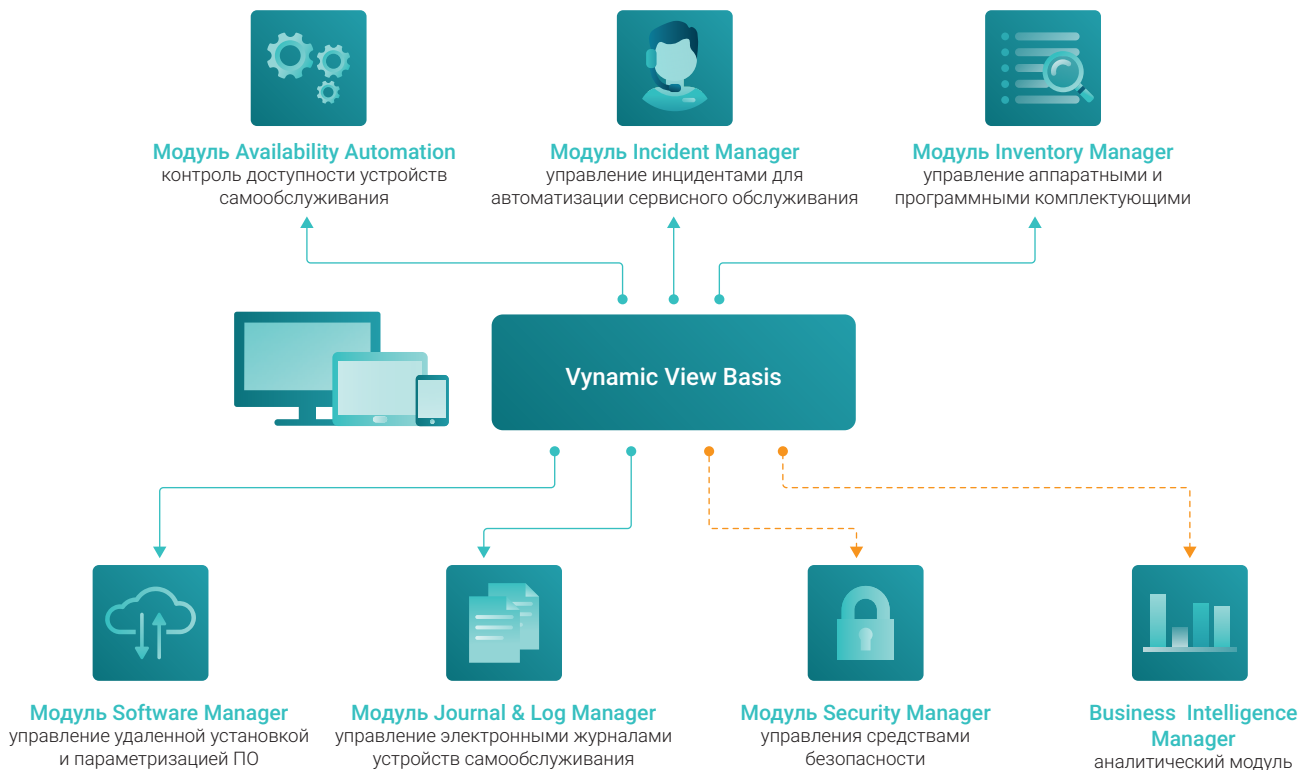 Модуль Availability Automation
контроль доступности устройств
самообслуживания
Модуль Incident Manager
управление инцидентами для
автоматизации сервисного обслуживания
Модуль Inventory Manager
управление аппаратными и
программными комплектующими
Vynamic View Basis
Модуль Software Manager
управление удаленной установкой
и параметризацией ПО
Модуль Journal & Log Manager
управление электронными журналами
устройств самообслуживания
Модуль Security Manager
управления средствами
безопасности
Business Intelligence
Manager
аналитический модуль